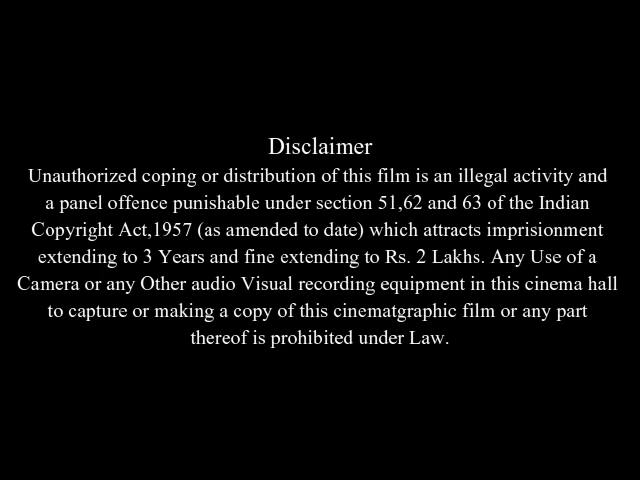 Disclaimer
Unauthorized coping or distribution of this film is an illegal activity and
a panel offence punishable under section 51,62 and 63 of the Indian
Copyright Act,1957 (as amended to date) which attracts imprisionment
extending to 3 Years and fine extending to Rs. 2 Lakhs. Any Use of a
Camera or any Other audio Visual recording equipment in this cinema hall
to capture or making a copy of this cinematgraphic film or any part
thereof is prohibited under Law.